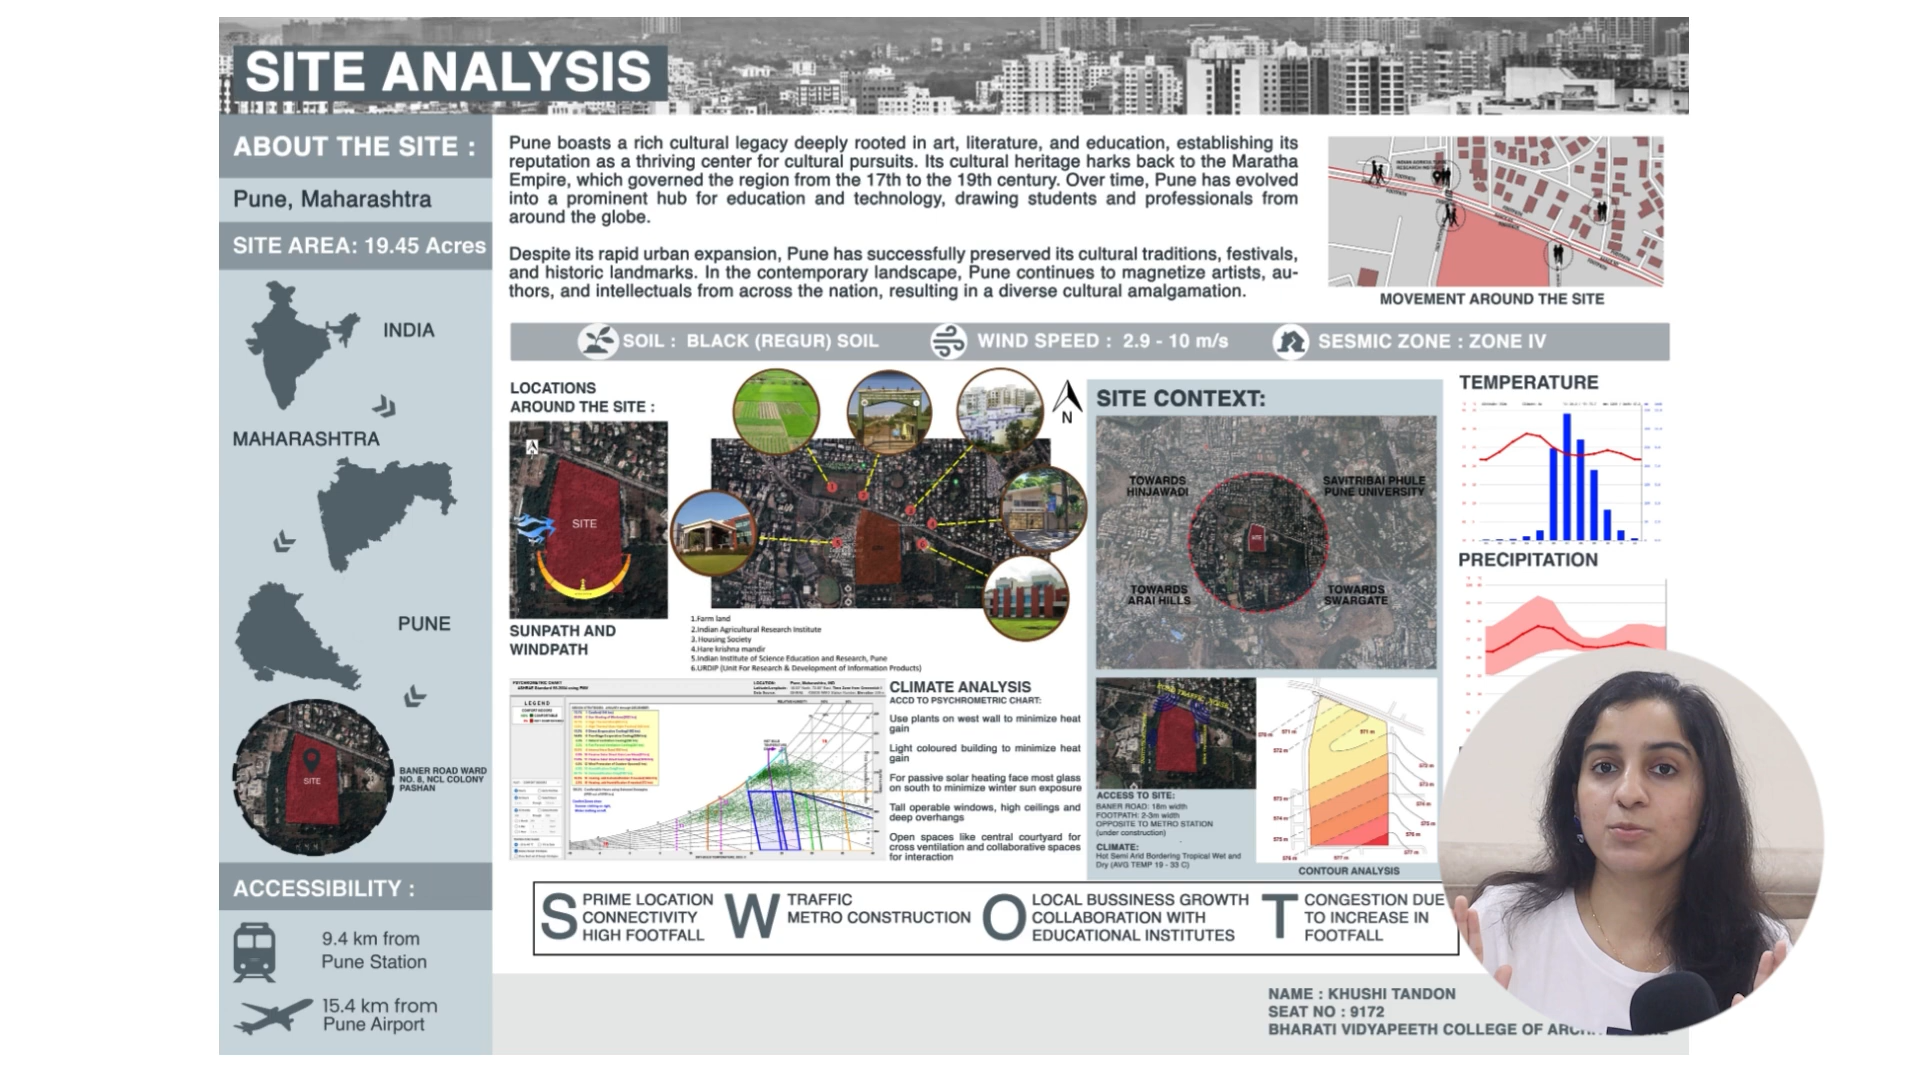 SITE ANALYSIS
ABOUT THE SITE :
Pune, Maharashtra
SITE AREA: 19.45 Acres
INDIA
MAHARASHTRA
PUNE
SITE
BANER ROAD WARD
NO. 8, NCL COLONY
PASHAN
ACCESSIBILITY :
9.4 km from
Pune Station
15.4 km from
Pune Airport
Pune boasts a rich cultural legacy deeply rooted in art, literature, and education, establishing its
reputation as a thriving center for cultural pursuits. Its cultural heritage harks back to the Maratha
Empire, which governed the region from the 17th to the 19th century. Over time, Pune has evolved
into a prominent hub for education and technology, drawing students and professionals from
around the globe.
Despite its rapid urban expansion, Pune has successfully preserved its cultural traditions, festivals,
and historic landmarks. In the contemporary landscape, Pune continues to magnetize artists, au-
thors, and intellectuals from across the nation, resulting in a diverse cultural amalgamation.
MOVEMENT AROUND THE SITE
SOIL : BLACK (REGUR) SOIL
WIND SPEED : 2.9 - 10 m/s
SESMIC ZONE : ZONE IV
LOCATIONS
AROUND THE SITE :
SITE
SUNPATH AND
WINDPATH
N
1.Farm land
2.Indian Agricultural Research Institute
3.Housing Society
4.Hare krishna mandir
5.Indian Institute of Science Education and Research, Pune
6.URDIP (Unit For Research & Development of Information Products)
SITE CONTEXT:
TOWARDS
HINJAWADI
SAVITRIBAI PHULE
PUNE UNIVERSITY
SITE
TOWARDS
ARAI HILLS
TOWARDS
SWARGATE
TEMPERATURE
PRECIPITATION
PSYCHROMETRIC CHART
LEGEND
CLIMATE ANALYSIS
ACCD TO PSYCHROMETRIC CHART:
Use plants on west wall to minimize heat
gain
Light coloured building to minimize heat
gain
For passive solar heating face most glass
on south to minimize winter sun exposure
Tall operable windows, high ceilings and
deep overhangs
Open spaces like central courtyard for
cross ventilation and collaborative spaces
for interaction
ACCESS TO SITE:
BANER ROAD: 18m width
FOOTPATH: 2-3m width
OPPOSITE TO METRO STATION
(under construction)
CLIMATE:
Hot Semi Arid Bordering Tropical Wet and
Dry (AVG TEMP 19 - 33 C)
CONTOUR ANALYSIS
S
PRIME LOCATION
CONNECTIVITY
HIGH FOOTFALL
W
TRAFFIC
METRO CONSTRUCTION
O
LOCAL BUSSINESS GROWTH
COLLABORATION WITH
EDUCATIONAL INSTITUTES
T
CONGESTION DUE
TO INCREASE IN
FOOTFALL
NAME : KHUSHI TANDON
SEAT NO : 9172
BHARATI VIDYAPEETH COLLEGE OF